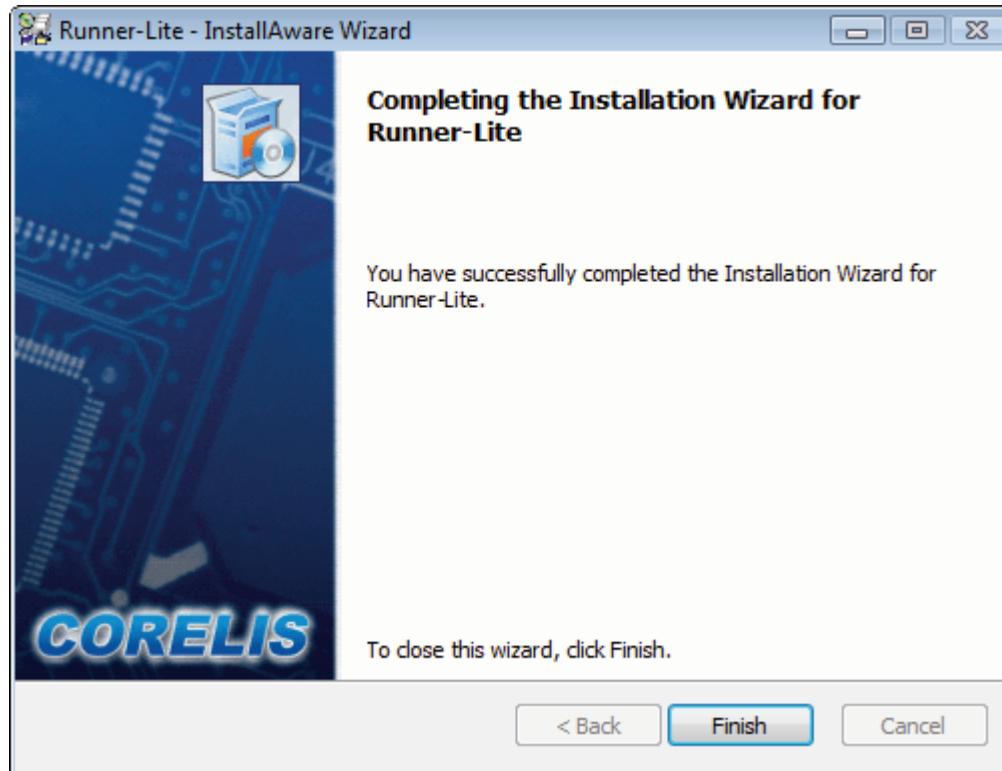 Runner-Lite - InstallAware Wizard
Completing the Installation Wizard for
Runner-Lite
J4
You have successfully completed the Installation Wizard for
Runner-Lite.
CORELIS
To close this wizard, click Finish.
< Back
Finish
Cancel